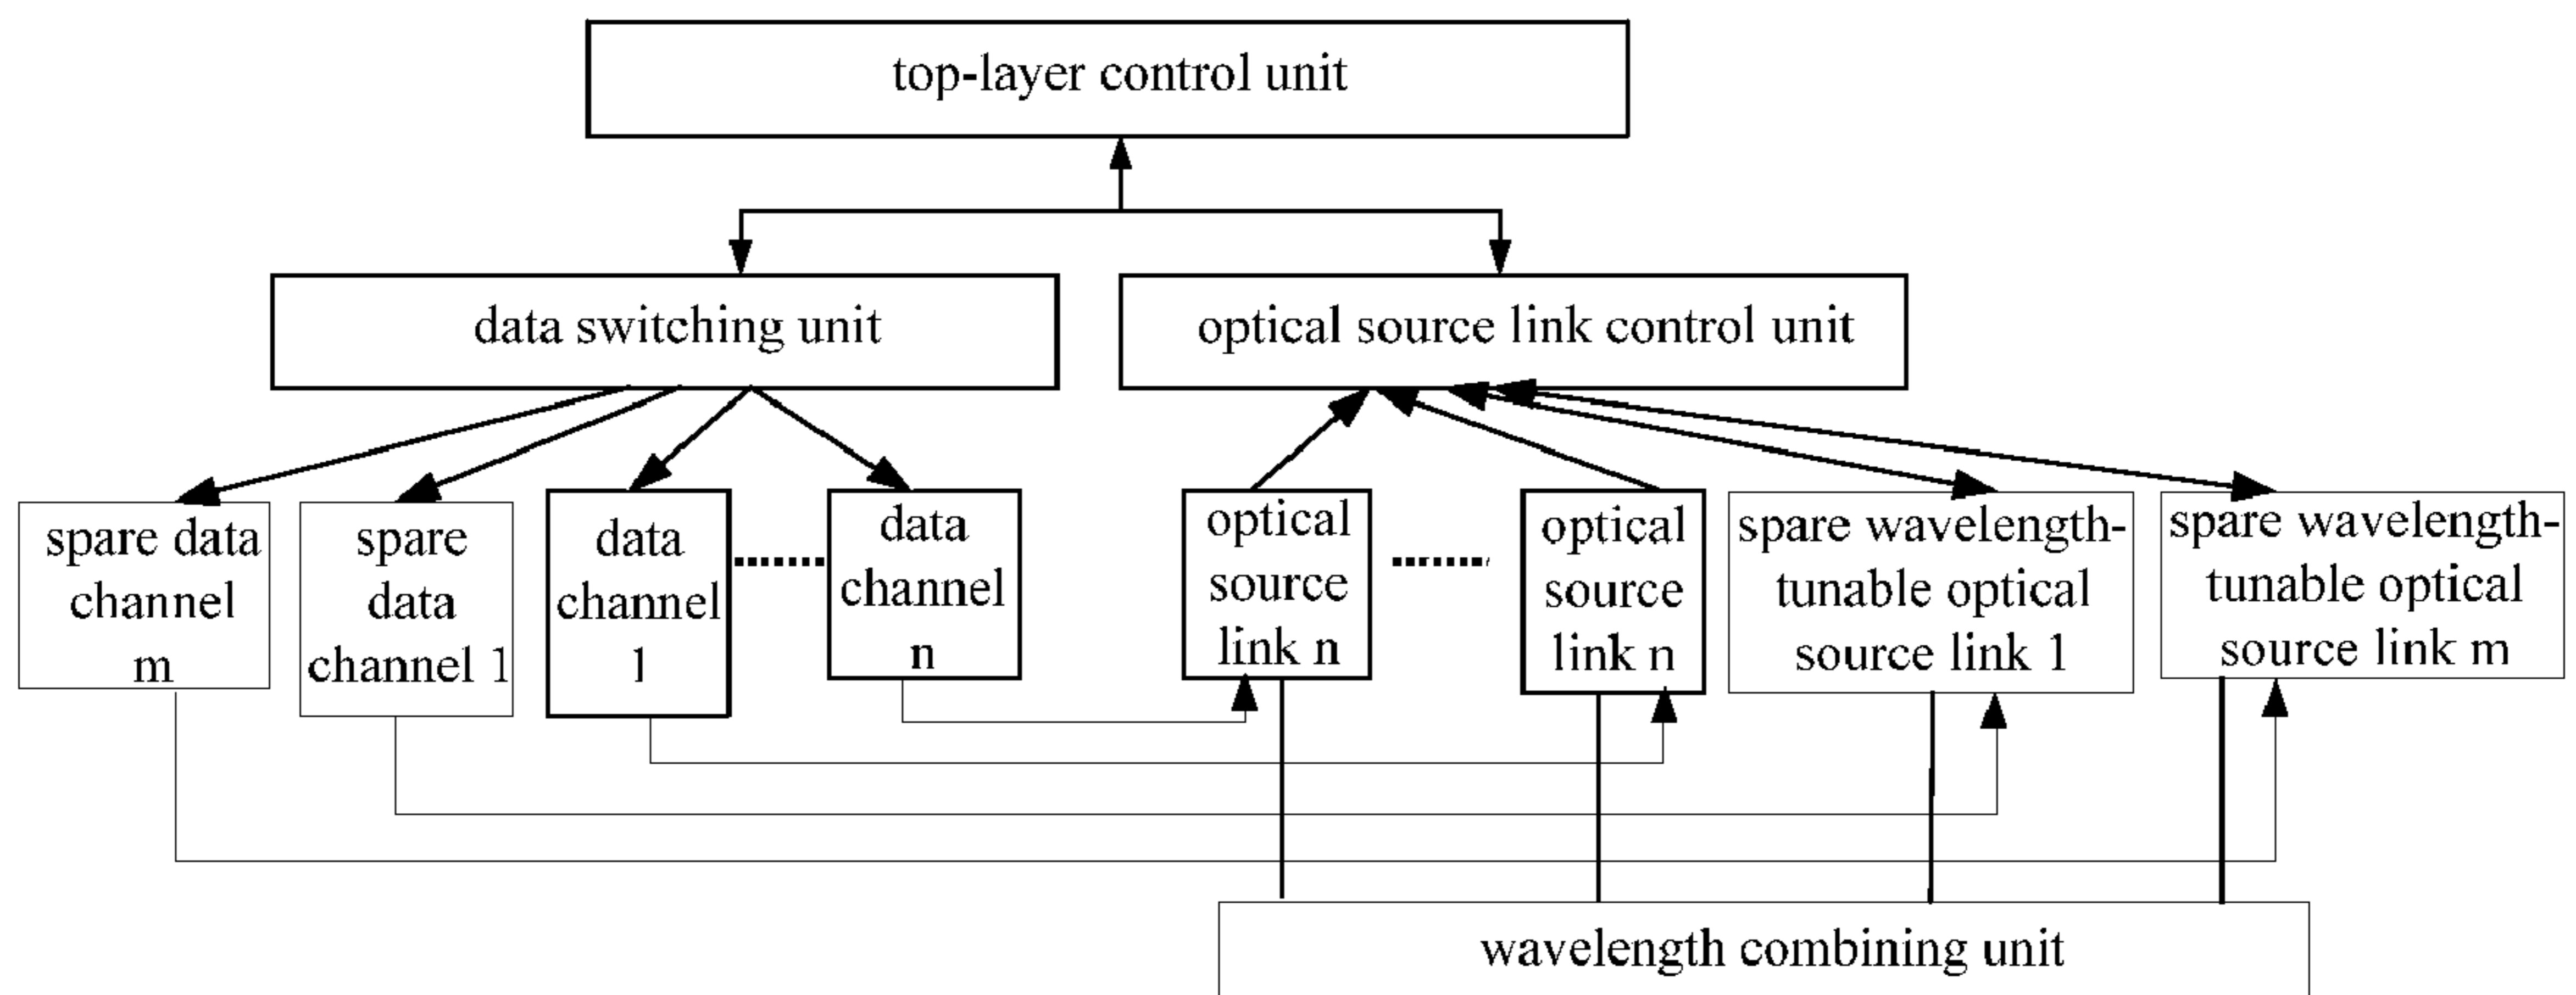 top-layer control unit
data switching unit
optical source link control unit
spare data
channel
m
spare
data
channel 1
data
channel
1
data
channel
n
optical
source
link n
optical
source
link n
spare wavelength-
tunable optical
source link 1
spare wavelength-
tunable optical
source link m
wavelength combining unit